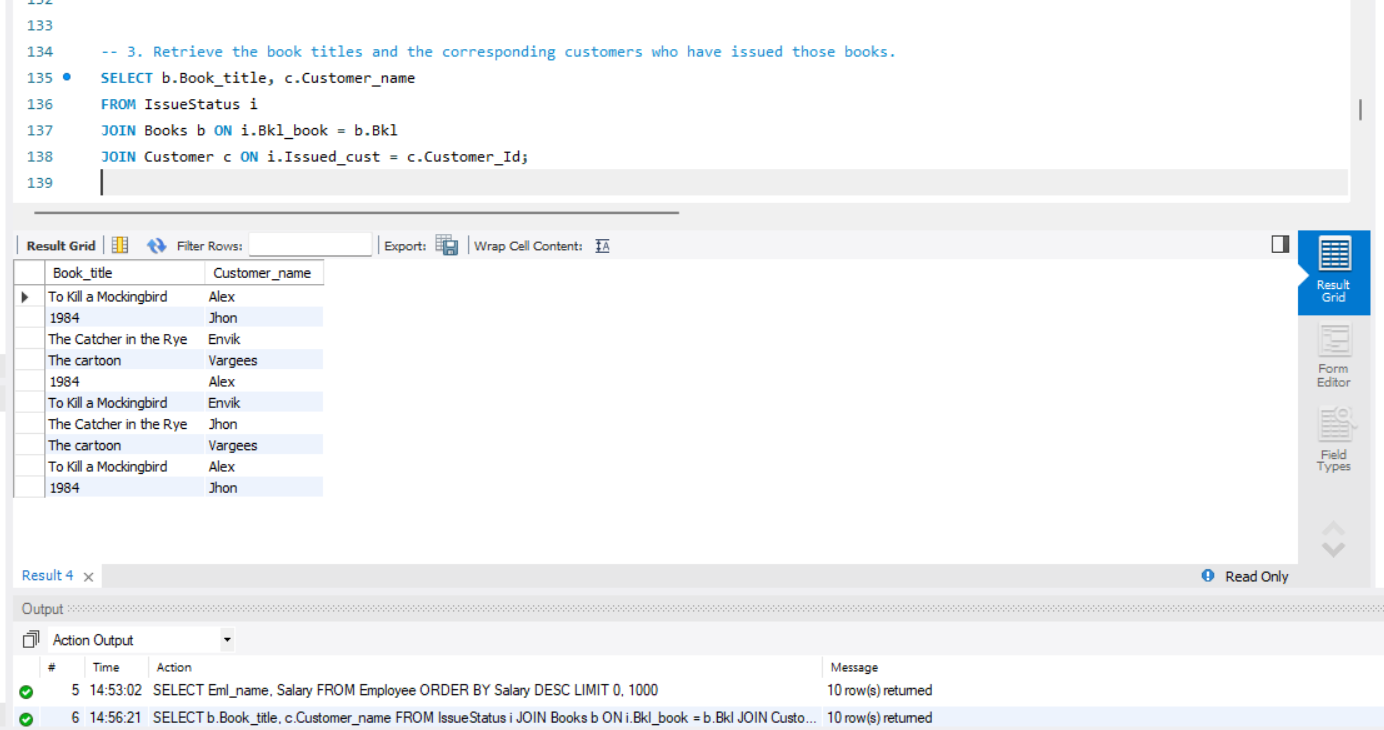 132
133
134 -- 3. Retrieve the book titles and the corresponding customers who have issued those books.
135 SELECT b.Book_title, c.Customer_name
136 FROM IssueStatus i
137 JOIN Books b ON i.Bkl_book = b.Bkl
138 JOIN Customer c ON i.Issued_cust = c.Customer_Id;
139
Result Grid Filter Rows: Export: Wrap Cell Content: IA
Book_title Customer_name
To Kill a Mockingbird Alex
1984 Jhon
The Catcher in the Rye Envik
The cartoon Vargees
1984 Alex
To Kill a Mockingbird Envik
The Catcher in the Rye Jhon
The cartoon Vargees
To Kill a Mockingbird Alex
1984 Jhon
Result
Grid
Form
Editor
Field
Types
Result 4 Read Only
Output
Action Output
# Time Action Message
5 14:53:02 SELECT Eml_name, Salary FROM Employee ORDER BY Salary DESC LIMIT 0, 1000 10 row(s) returned
6 14:56:21 SELECT b.Book_title, c.Customer_name FROM IssueStatus i JOIN Books b ON i.Bkl_book = b.Bkl JOIN Custo... 10 row(s) returned